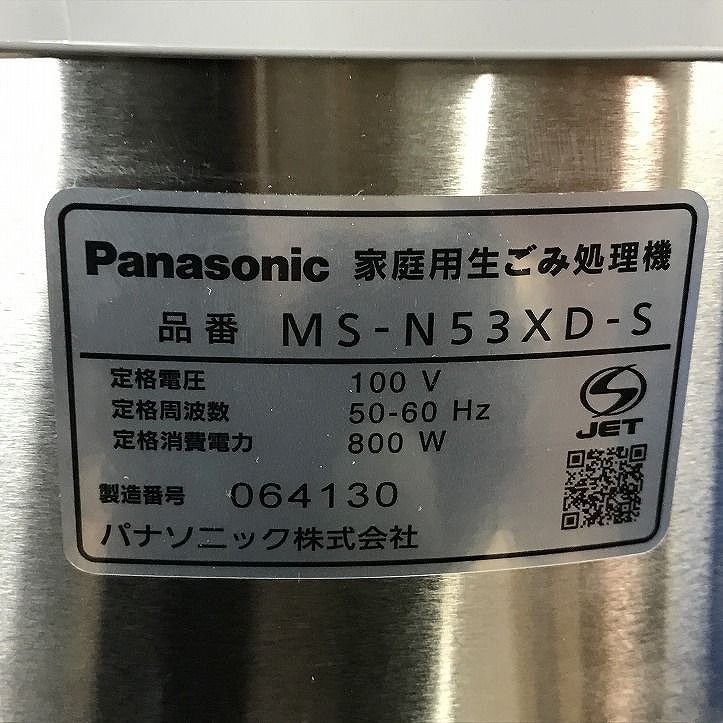 Panasonic 家庭用生ごみ処理機
品番 MS-N53XD-S
定格電圧 100 V
定格周波数 50-60 Hz
定格消費電力 800 W
JET
製造番号 064130
パナソニック株式会社